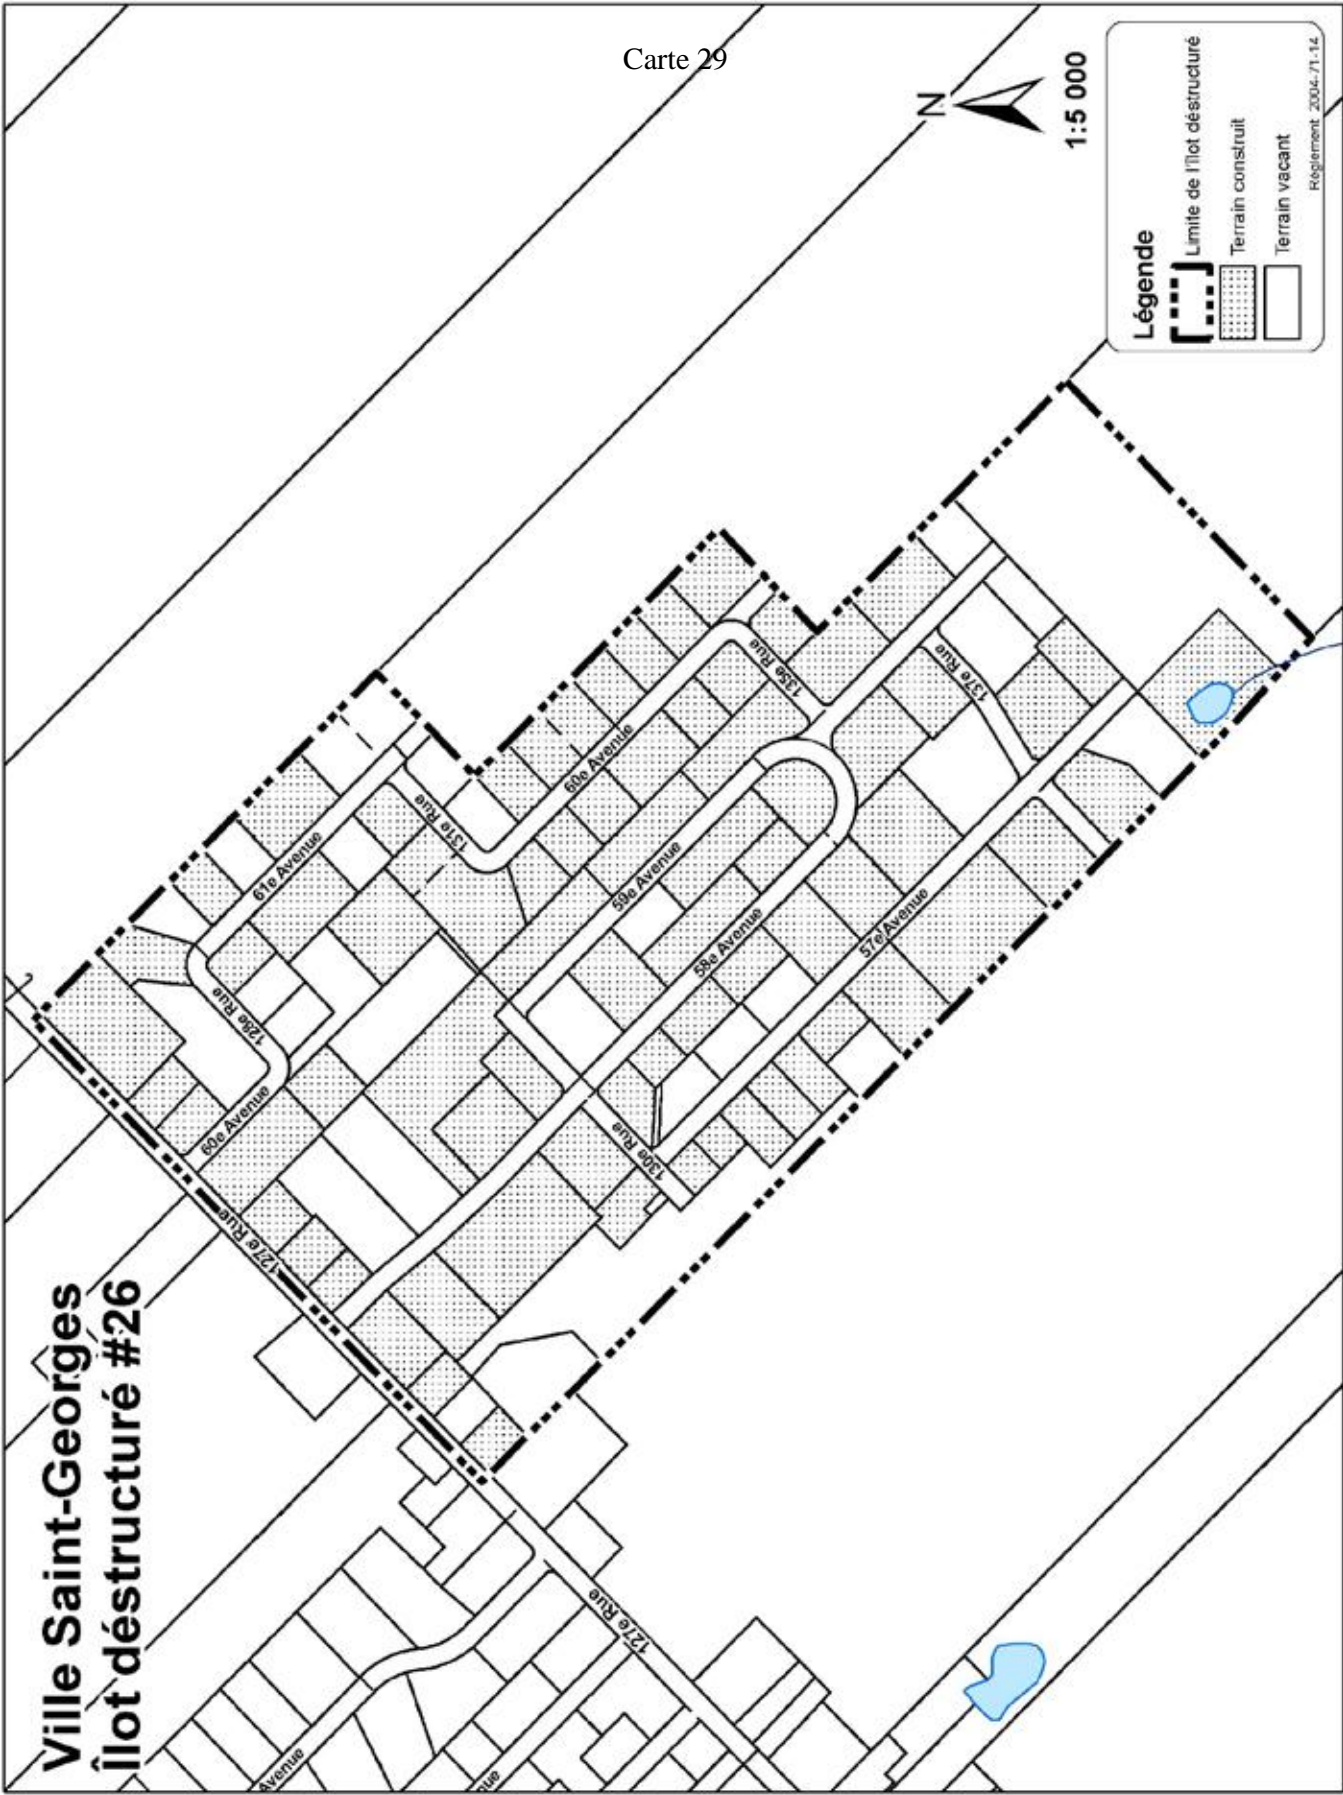 Carte 29
Ville Saint-Georges
Îlot déstructuré #26
N
1:5 000
Légende
Limite de l'îlot déstructuré
Terrain construit
Terrain vacant
Règlement 2004-71-14
61e Avenue
128e Rue
60e Avenue
127e Rue
131e Rue
60e Avenue
135e Rue
59e Avenue
58e Avenue
137e Rue
57e Avenue
130e Rue
127e Rue
Avenue
nue